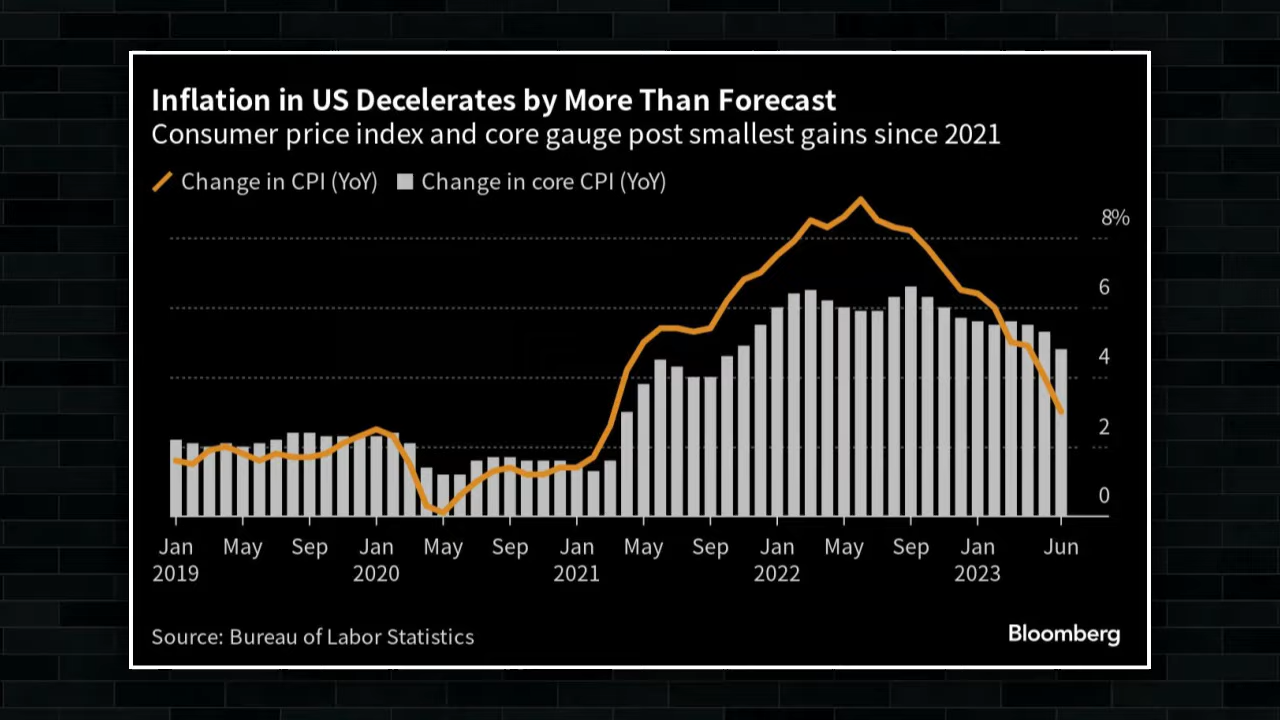 Inflation in US Decelerates by More Than Forecast
Consumer price index and core gauge post smallest gains since 2021
Change in CPI (YoY) Change in core CPI (YoY)
8%
6
4
2
0
Jan May Sep Jan May Sep Jan May Sep Jan May Sep Jan Jun
2019 2020 2021 2022 2023
Source: Bureau of Labor Statistics
Bloomberg